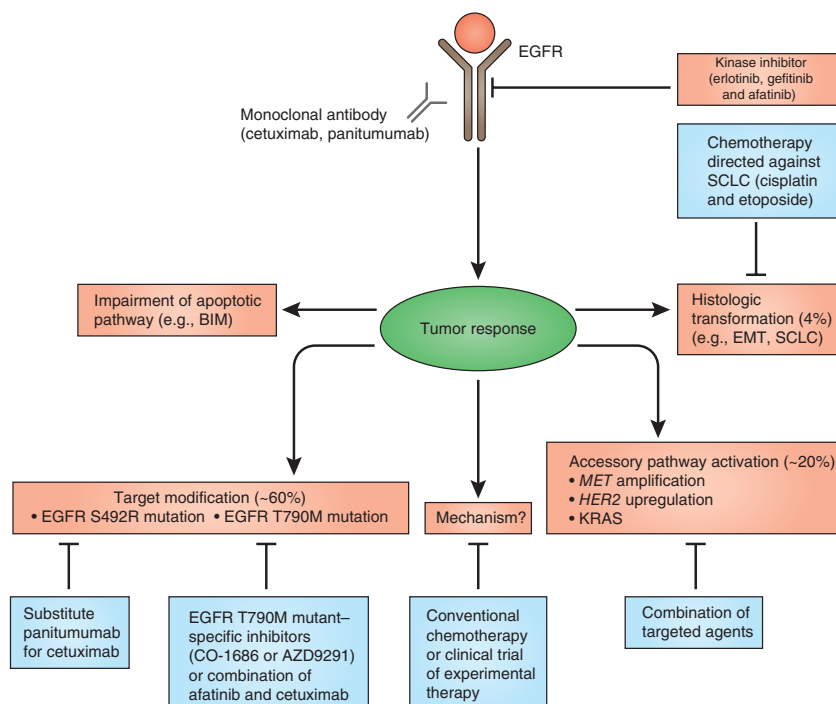 EGFR
Kinase inhibitor
(erlotinib, gefitinib
and afatinib)
Monoclonal antibody
(cetuximab, panitumumab)
Chemotherapy
directed against
SCLC (cisplatin
and etoposide)
Impairment of apoptotic
pathway (e.g., BIM)
Tumor response
Histologic
transformation (4%)
(e.g., EMT, SCLC)
Target modification (~60%)
• EGFR S492R mutation • EGFR T790M mutation
Mechanism?
Accessory pathway activation (~20%)
• MET amplification
• HER2 upregulation
• KRAS
Substitute
panitumumab
for cetuximab
EGFR T790M mutant–
specific inhibitors
(CO-1686 or AZD9291)
or combination of
afatinib and cetuximab
Conventional
chemotherapy
or clinical trial
of experimental
therapy
Combination of
targeted agents